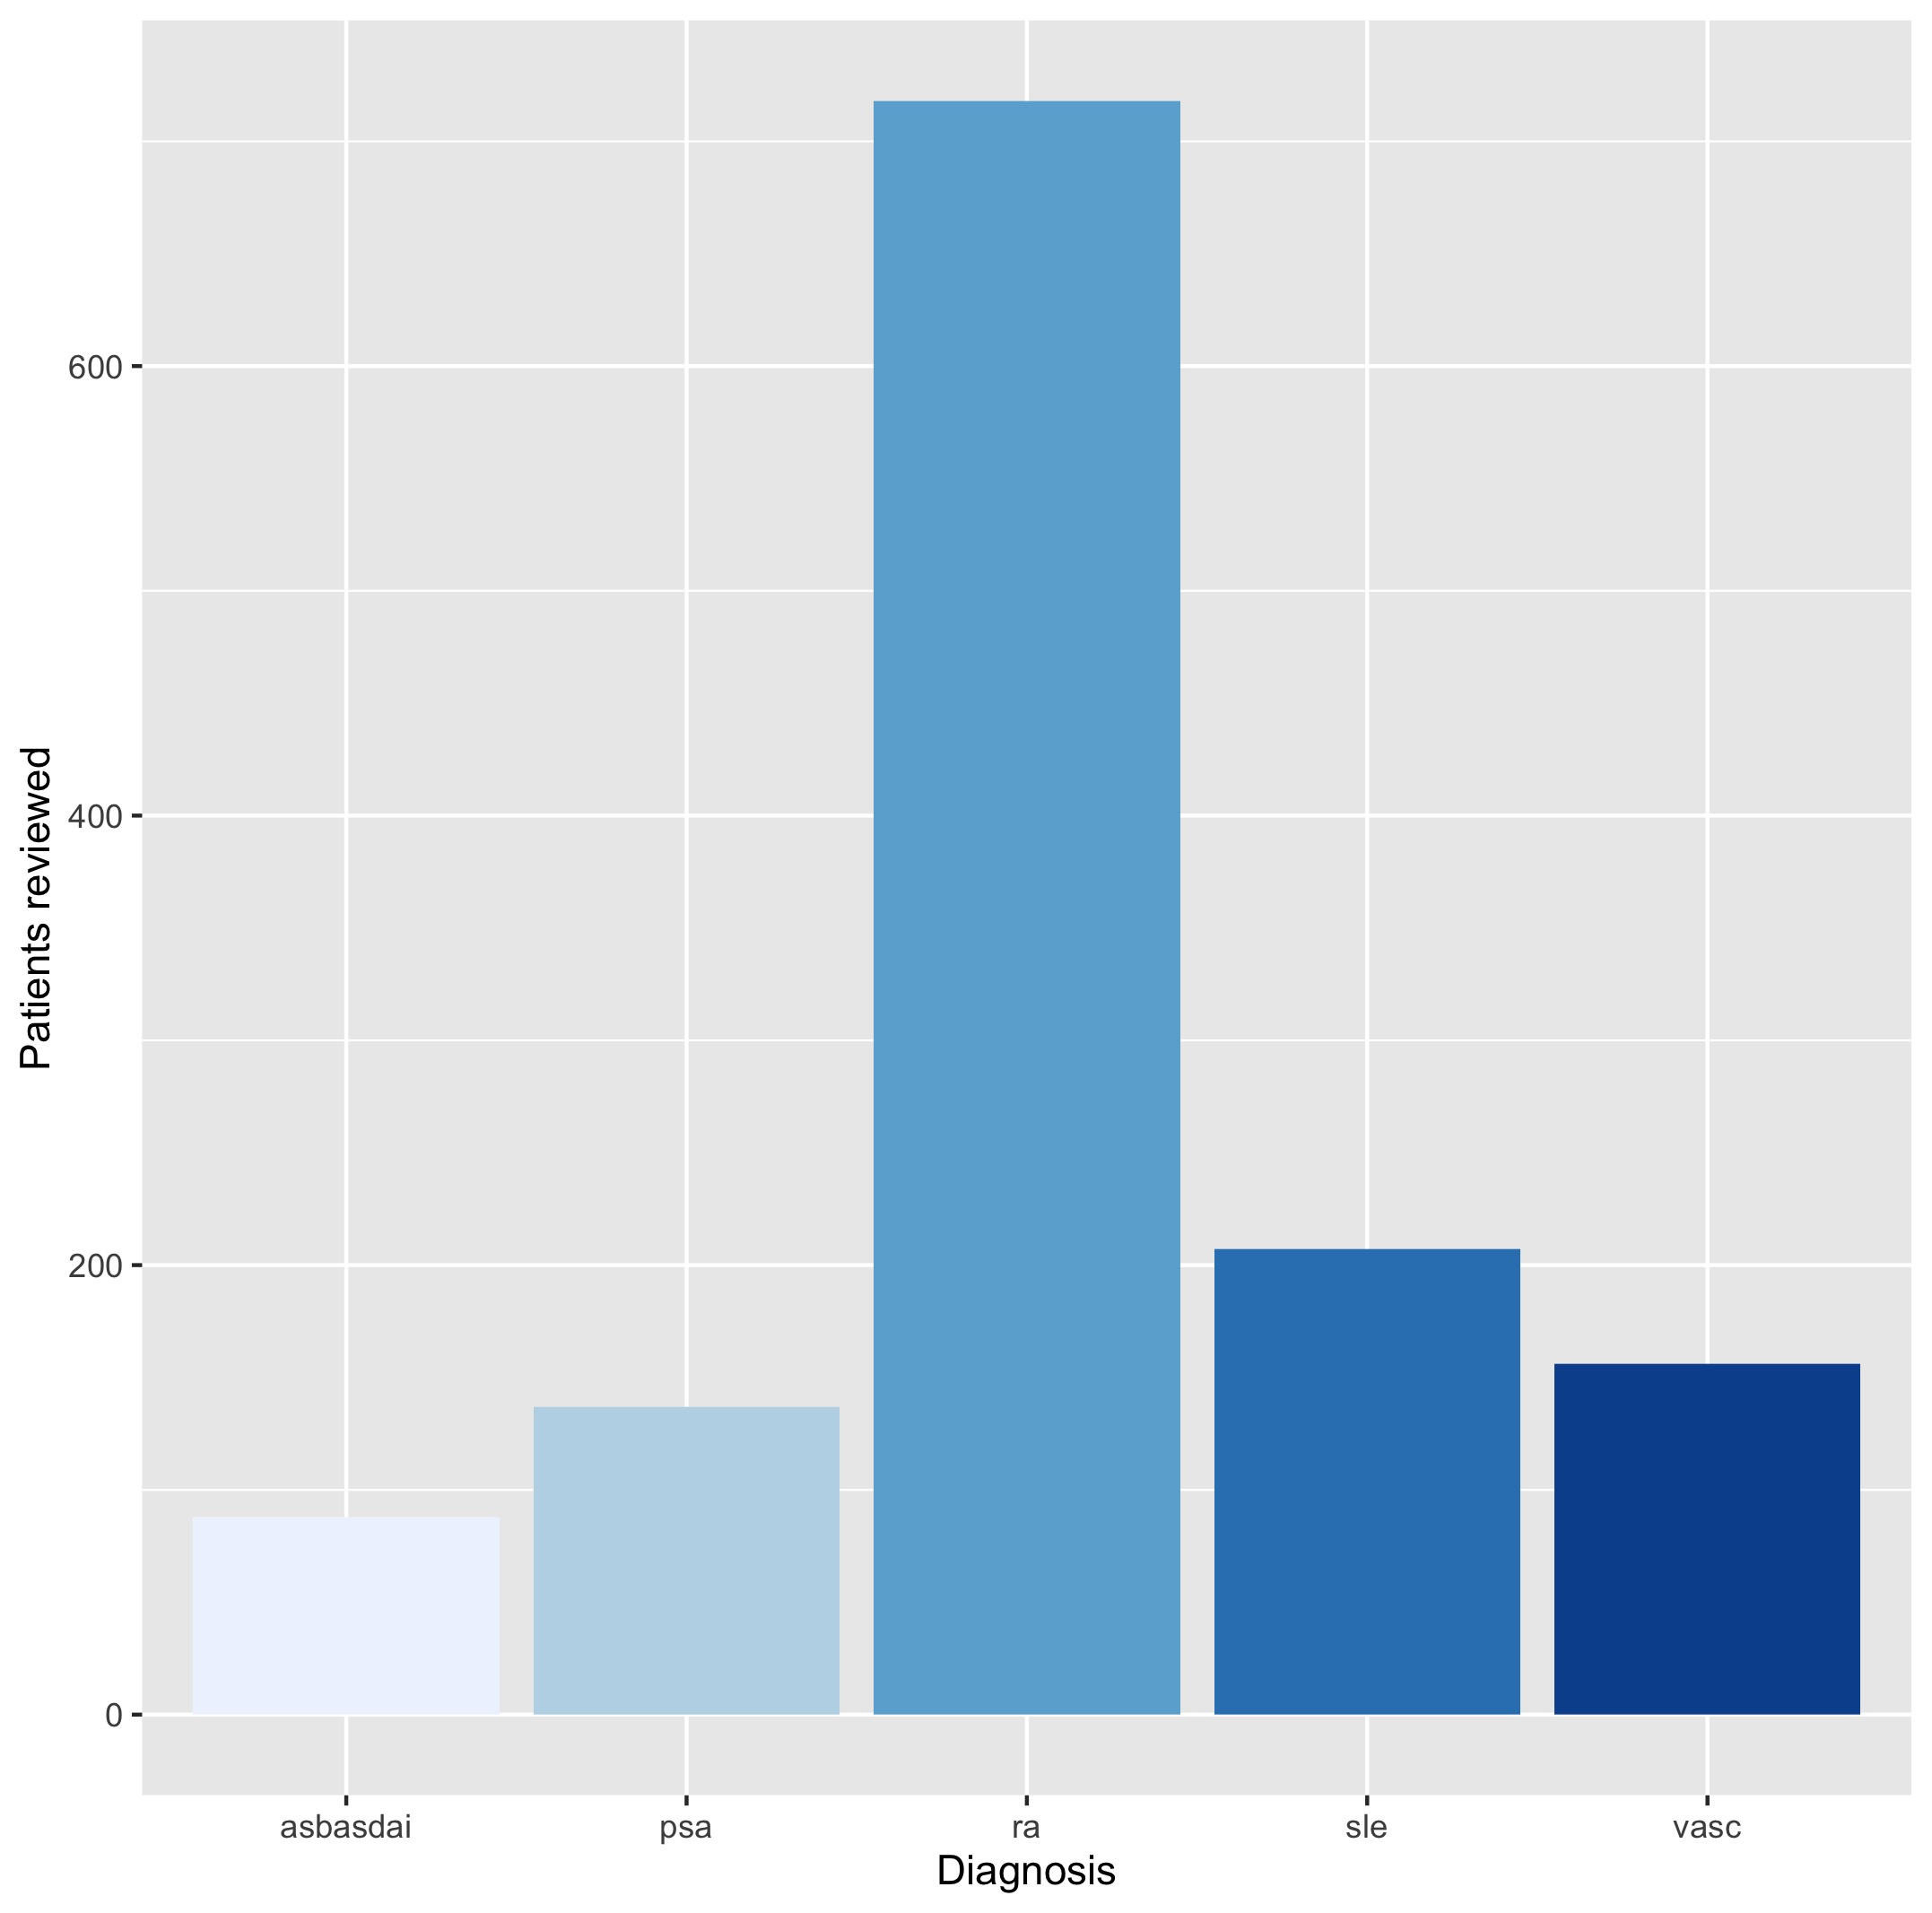 Patients reviewed
600
400
200
0
asbasdai psa ra sle vasc
Diagnosis